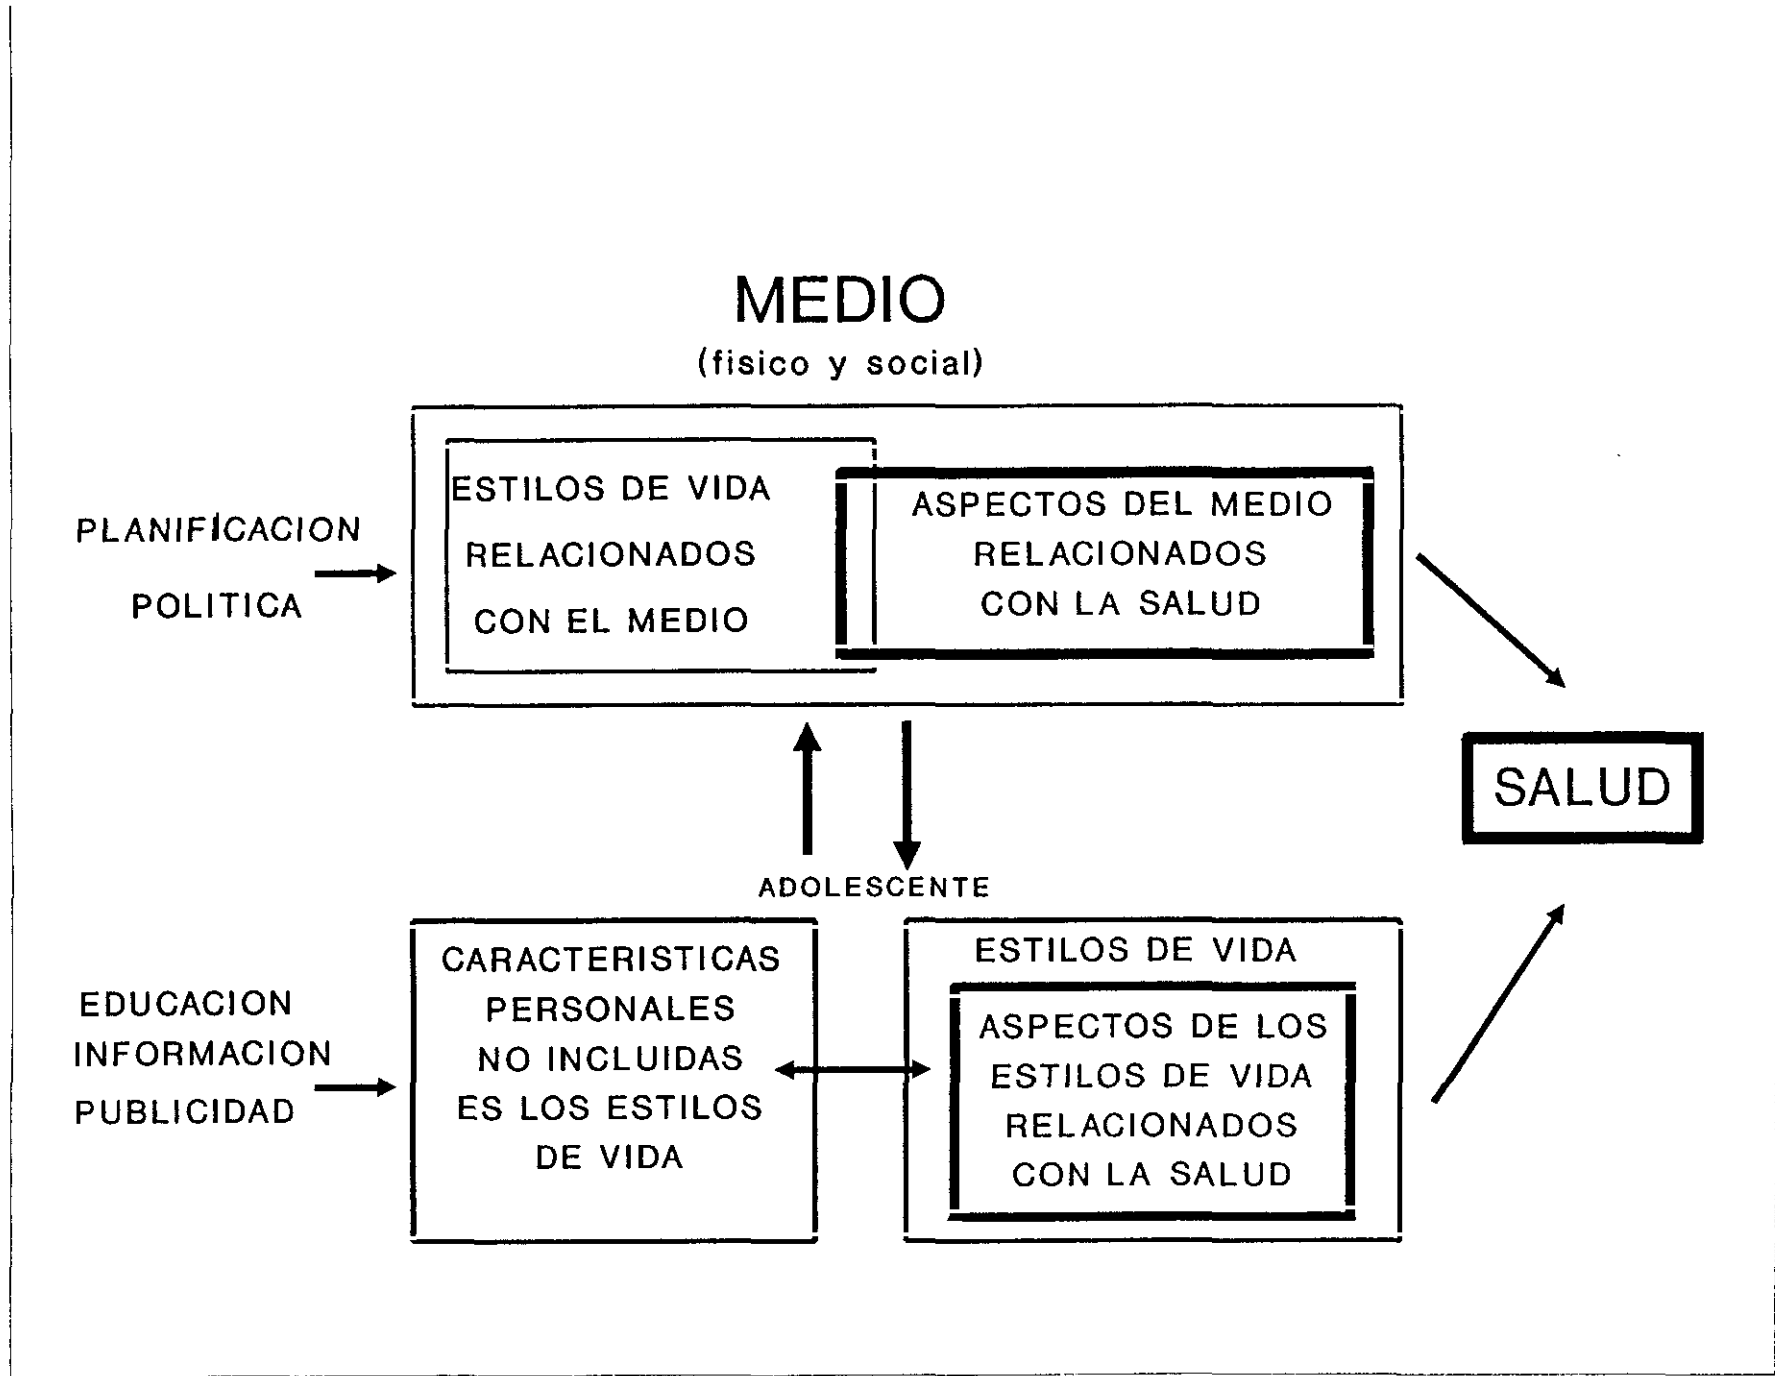 MEDIO
(fisico y social)
PLANIFICACION
POLITICA
ESTILOS DE VIDA
RELACIONADOS
CON EL MEDIO
ASPECTOS DEL MEDIO
RELACIONADOS
CON LA SALUD
SALUD
ADOLESCENTE
EDUCACION
INFORMACION
PUBLICIDAD
CARACTERISTICAS
PERSONALES
NO INCLUIDAS
ES LOS ESTILOS
DE VIDA
ESTILOS DE VIDA
ASPECTOS DE LOS
ESTILOS DE VIDA
RELACIONADOS
CON LA SALUD